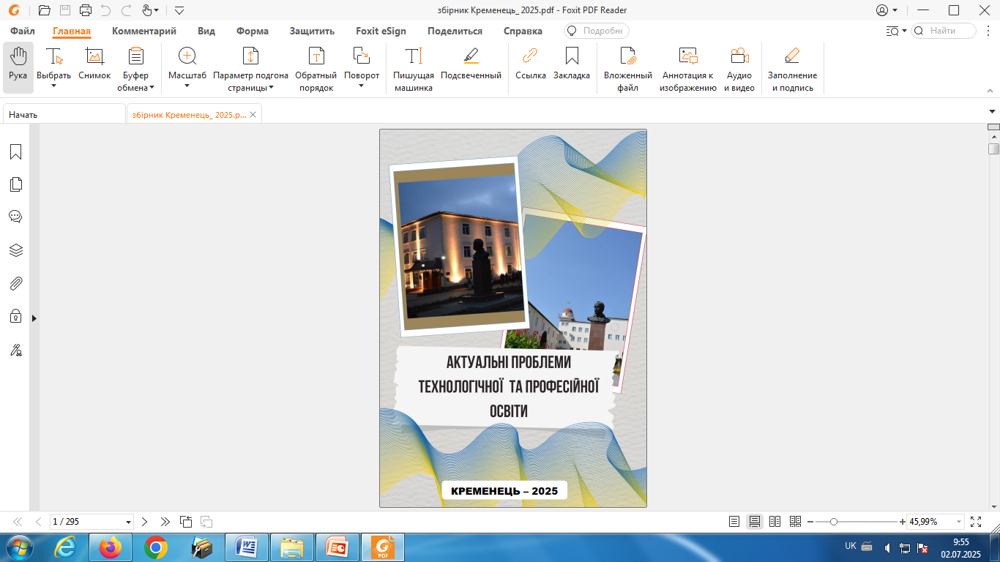 збірник Кременець_ 2025.pdf - Foxit PDF Reader
Файл Главная Комментарий Вид Форма Защитить Foxit eSign Поделиться Справка Подробне Найти
Рука
Выбрать
Снимок
Буфер
обмена
Масштаб
Параметр подгона
страницы
Обратный
порядок
Поворот
Пишущая
машинка
Подсвеченный
Ссылка
Закладка
Вложенный
файл
Аннотация к
изображению
Аудио
и видео
Заполнение
и подпись
Начать
збірник Кременець_ 2025.p...
АКТУАЛЬНІ ПРОБЛЕМИ
ТЕХНОЛОГІЧНОЇ ТА ПРОФЕСІЙНОЇ
ОСВІТИ
КРЕМЕНЕЦЬ – 2025
1 / 295
45,99%
PDF
UK
9:55
02.07.2025